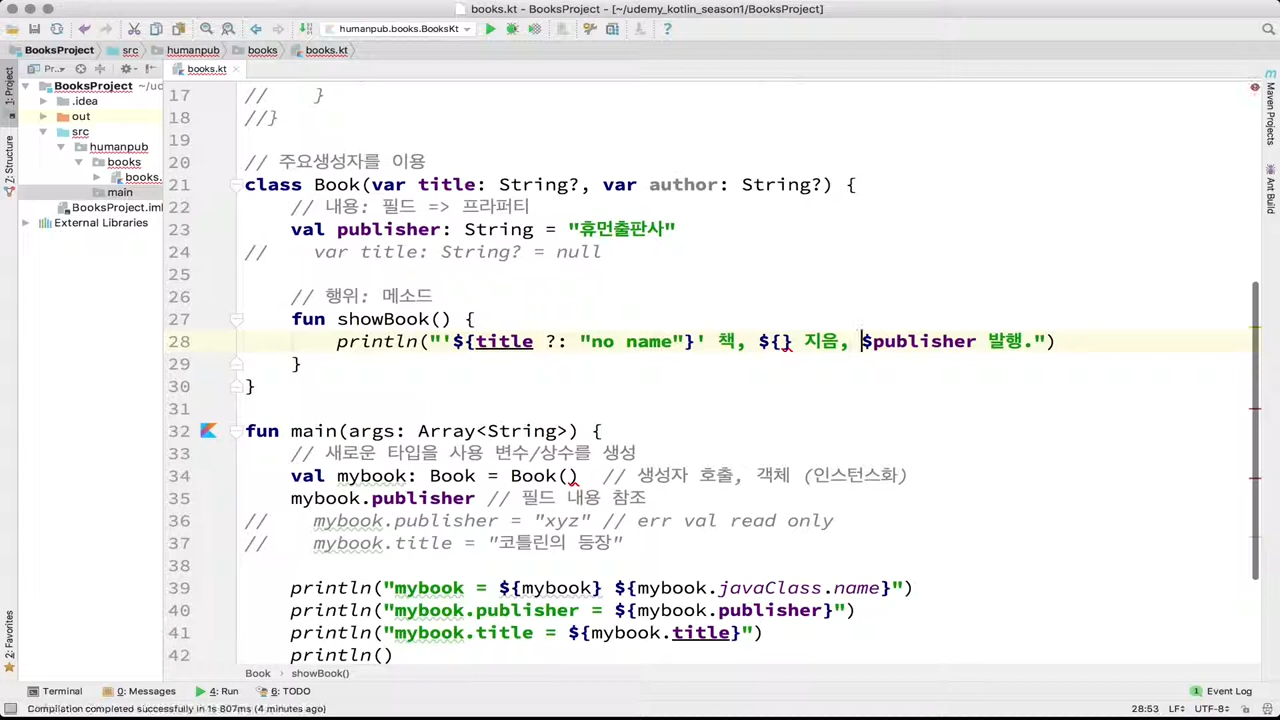 books.kt - BooksProject - [~/udemy_kotlin_season1/BooksProject]
humanpub.books.BooksKt
BooksProject src humanpub books books.kt
Pr.. books.kt
BooksProject ~/uc
.idea
out
src
humanpub
books
books.
main
BooksProject.iml
External Libraries
1: Project
7: Structure
2: Favorites
Maven Projects
Ant Build
17 // }
18 //}
19
20 // 주요생성자를 이용
21 class Book(var title: String?, var author: String?) {
22 // 내용: 필드 => 프라퍼티
23 val publisher: String = "휴먼출판사"
24 // var title: String? = null
25
26 // 행위: 메소드
27 fun showBook() {
28 println("'${title ?: "no name"}' 책, ${} 지음, $publisher 발행.")
29 }
30 }
31
32 fun main(args: Array<String>) {
33 // 새로운 타입을 사용 변수/상수를 생성
34 val mybook: Book = Book() // 생성자 호출, 객체 (인스턴스화)
35 mybook.publisher // 필드 내용 참조
36 // mybook.publisher = "xyz" // err val read only
37 // mybook.title = "코틀린의 등장"
38
39 println("mybook = ${mybook} ${mybook.javaClass.name}")
40 println("mybook.publisher = ${mybook.publisher}")
41 println("mybook.title = ${mybook.title}")
42 println()
Book showBook()
Terminal 0: Messages 4: Run 6: TODO 1 Event Log
Compilation completed successfully in 1s 807ms (4 minutes ago) 28:53 LF UTF-8